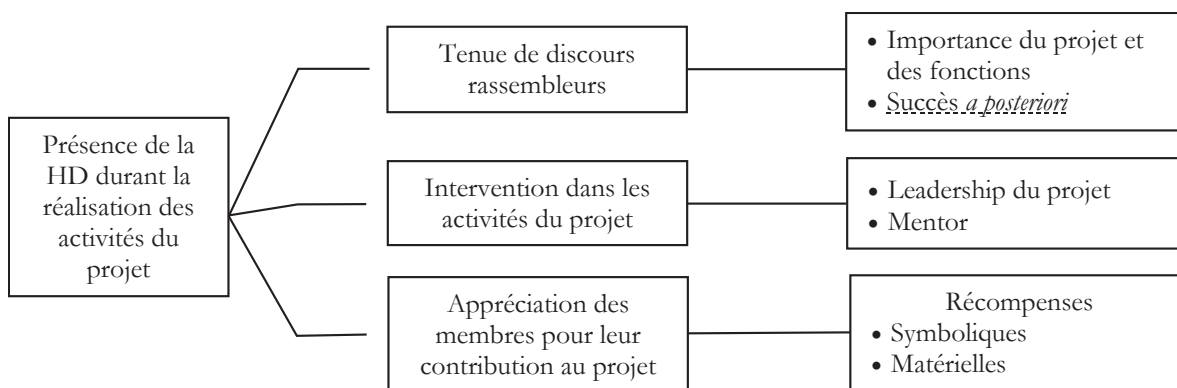 Présence de la
HD durant la
réalisation des
activités du
projet
Tenue de discours
rassembleurs
• Importance du projet et
des fonctions
• Succès a posteriori
Intervention dans les
activités du projet
• Leadership du projet
• Mentor
Appréciation des
membres pour leur
contribution au projet
Récompenses
• Symboliques
• Matérielles